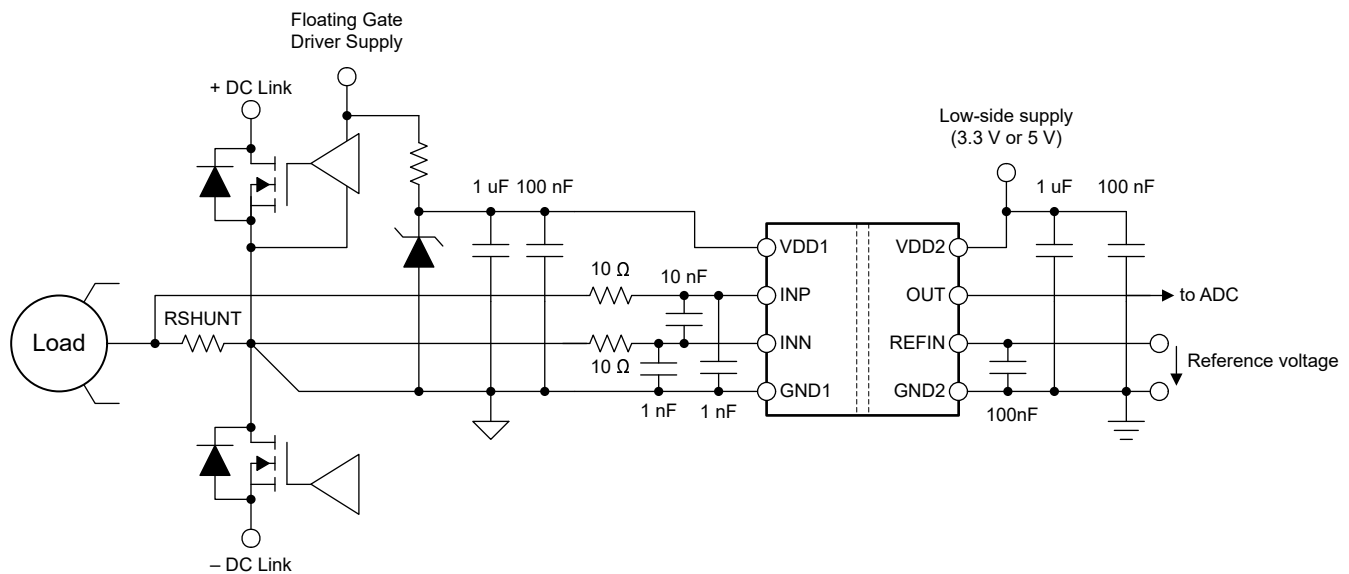 Floating Gate
Driver Supply
+ DC Link
Low-side supply
(3.3 V or 5 V)
1 uF
100 nF
1 uF
100 nF
VDD1
VDD2
10 Ω
10 nF
INP
OUT
to ADC
RSHUNT
Load
INN
REFIN
10 Ω
Reference voltage
GND1
GND2
1 nF
1 nF
100nF
– DC Link